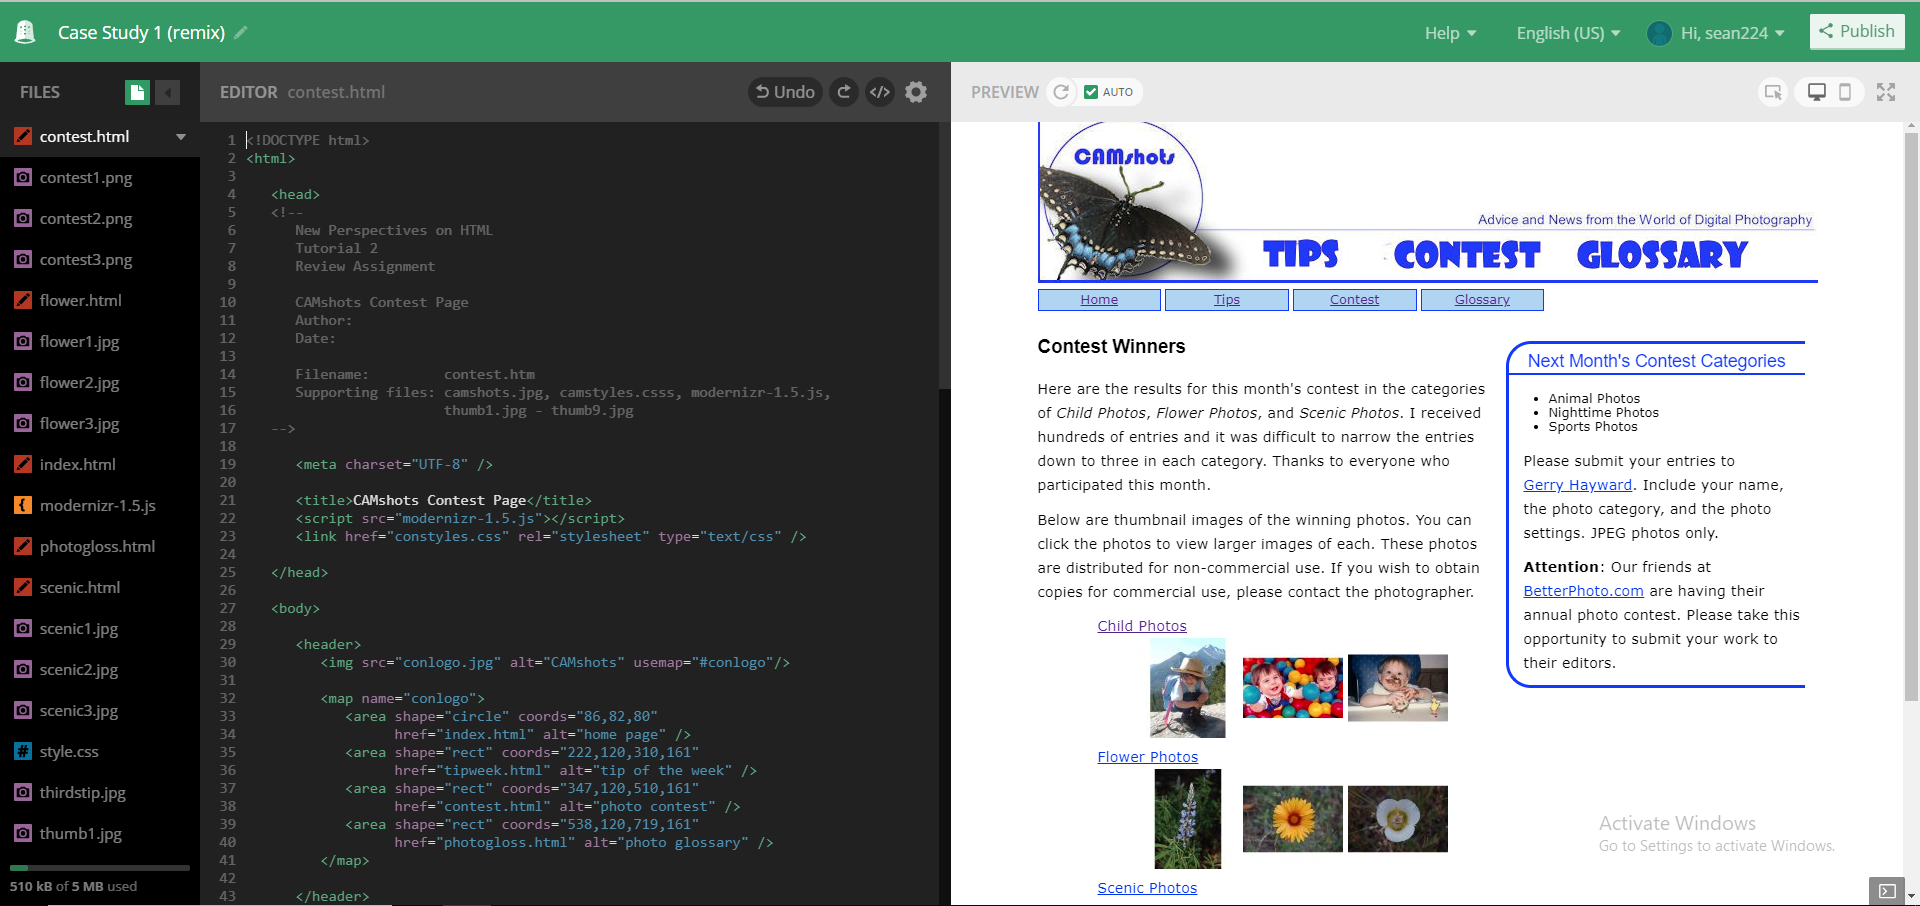 Case Study 1 (remix)
Help
English (US)
Hi, sean224
Publish
FILES
contest.html
contest1.png
contest2.png
contest3.png
flower.html
flower1.jpg
flower2.jpg
flower3.jpg
index.html
modernizr-1.5.js
photogloss.html
scenic.html
scenic1.jpg
scenic2.jpg
scenic3.jpg
style.css
thirdstip.jpg
thumb1.jpg
510 kB of 5 MB used
EDITOR contest.html
Undo
1 <!DOCTYPE html>
2 <html>
3
4 <head>
5 <!--
6 New Perspectives on HTML
7 Tutorial 2
8 Review Assignment
9
10 CAMshots Contest Page
11 Author:
12 Date:
13
14 Filename: contest.htm
15 Supporting files: camshots.jpg, camstyles.csss, modernizr-1.5.js,
16 thumb1.jpg - thumb9.jpg
17 -->
18
19 <meta charset="UTF-8" />
20
21 <title>CAMshots Contest Page</title>
22 <script src="modernizr-1.5.js"></script>
23 <link href="constyles.css" rel="stylesheet" type="text/css" />
24
25 </head>
26
27 <body>
28
29 <header>
30 <img src="conlogo.jpg" alt="CAMshots" usemap="#conlogo"/>
31
32 <map name="conlogo">
33 <area shape="circle" coords="86,82,80"
34 href="index.html" alt="home page" />
35 <area shape="rect" coords="222,120,310,161"
36 href="tipweek.html" alt="tip of the week" />
37 <area shape="rect" coords="347,120,510,161"
38 href="contest.html" alt="photo contest" />
39 <area shape="rect" coords="538,120,719,161"
40 href="photogloss.html" alt="photo glossary" />
41 </map>
42
43 </header>
PREVIEW
AUTO
CAMshots
Advice and News from the World of Digital Photography
TIPS CONTEST GLOSSARY
Home Tips Contest Glossary
Contest Winners
Here are the results for this month's contest in the categories
of Child Photos, Flower Photos, and Scenic Photos. I received
hundreds of entries and it was difficult to narrow the entries
down to three in each category. Thanks to everyone who
participated this month.
Below are thumbnail images of the winning photos. You can
click the photos to view larger images of each. These photos
are distributed for non-commercial use. If you wish to obtain
copies for commercial use, please contact the photographer.
Child Photos
Flower Photos
Scenic Photos
Next Month's Contest Categories
• Animal Photos
• Nighttime Photos
• Sports Photos
Please submit your entries to
Gerry Hayward. Include your name,
the photo category, and the photo
settings. JPEG photos only.
Attention: Our friends at
BetterPhoto.com are having their
annual photo contest. Please take this
opportunity to submit your work to
their editors.
Activate Windows
Go to Settings to activate Windows.